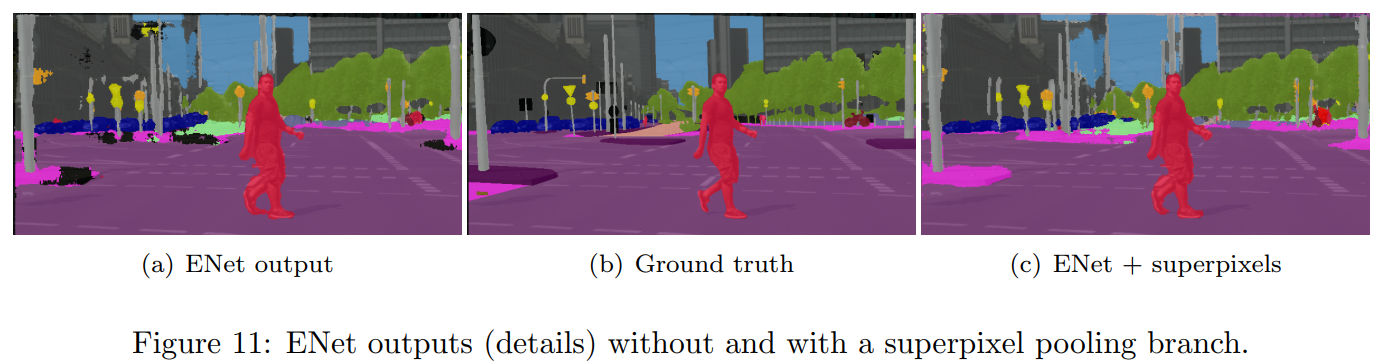 (a) ENet output
(b) Ground truth
(c) ENet + superpixels
Figure 11: ENet outputs (details) without and with a superpixel pooling branch.